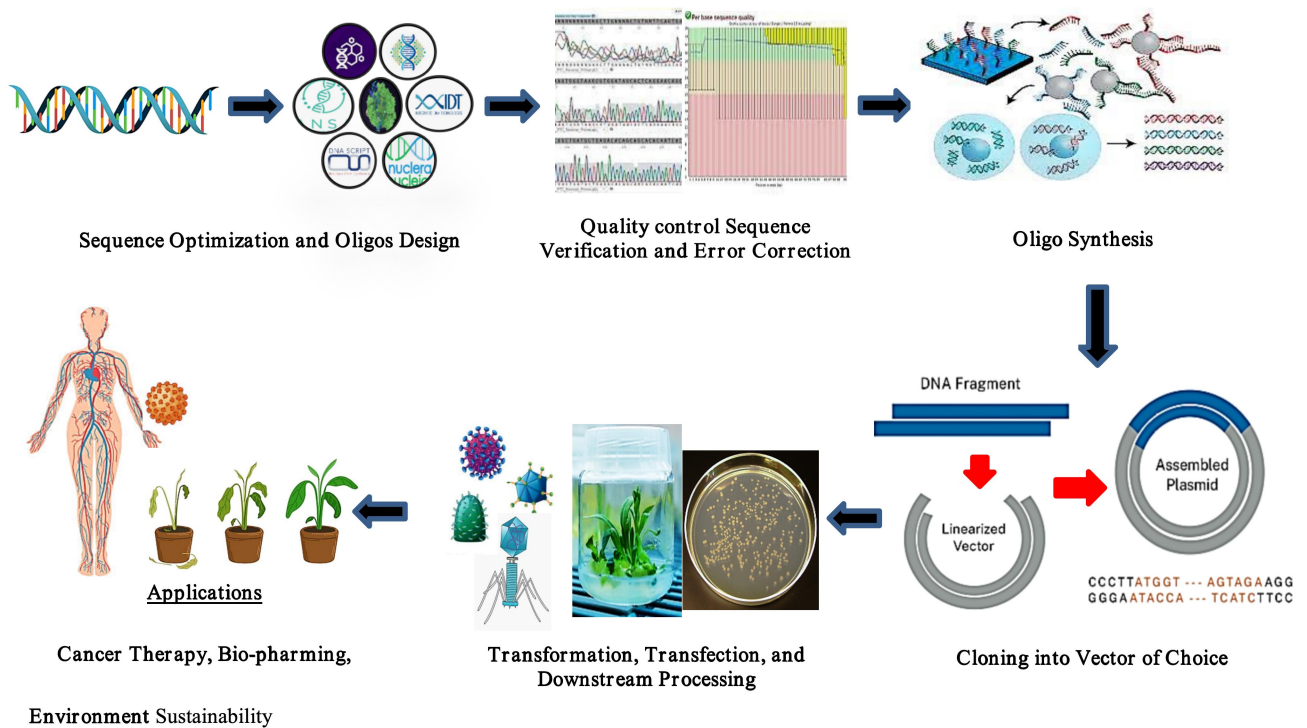 NS
IDT
DNA SCRIPT
nuclera
nucleic
Per base sequence quality
Sequence Optimization and Oligos Design
Quality control Sequence
Verification and Error Correction
Oligo Synthesis
DNA Fragment
Linearized
Vector
Assembled
Plasmid
CCCTTATGGT --- AGTAGAAGG
GGGAATACCA --- TCATCTTCC
Applications
Cancer Therapy, Bio-pharming,
Environment Sustainability
Transformation, Transfection, and
Downstream Processing
Cloning into Vector of Choice